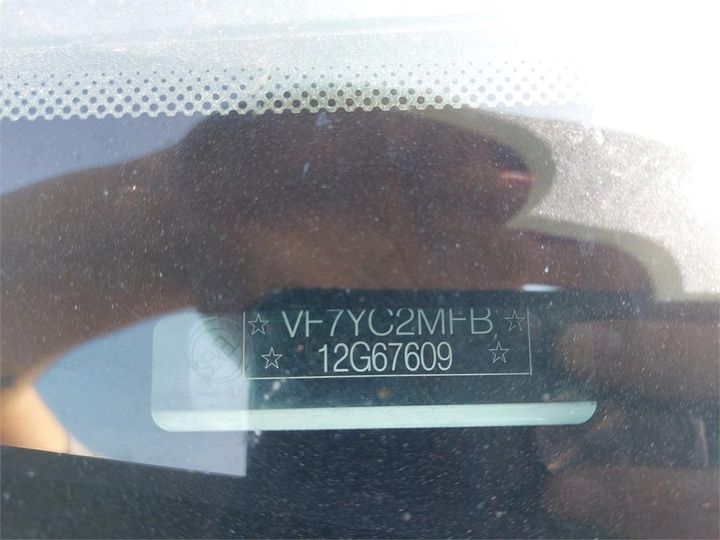 ☆ VF7YC2MFB ☆
☆ 12G67609 ☆